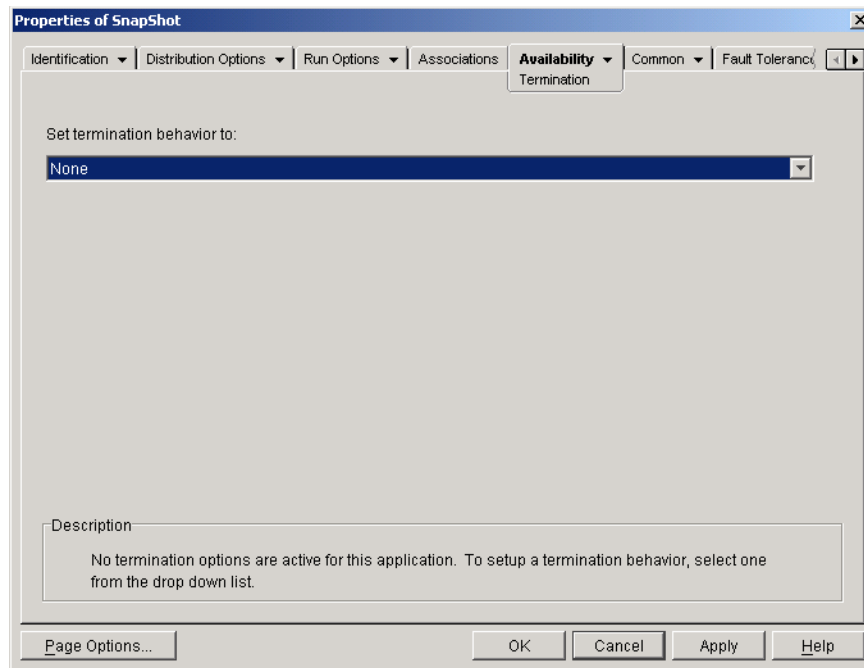 Properties of SnapShot
Identification Distribution Options Run Options Associations Availability Common Fault Toleranc
Termination
Set termination behavior to:
None
Description
No termination options are active for this application. To setup a termination behavior, select one
from the drop down list.
Page Options... OK Cancel Apply Help